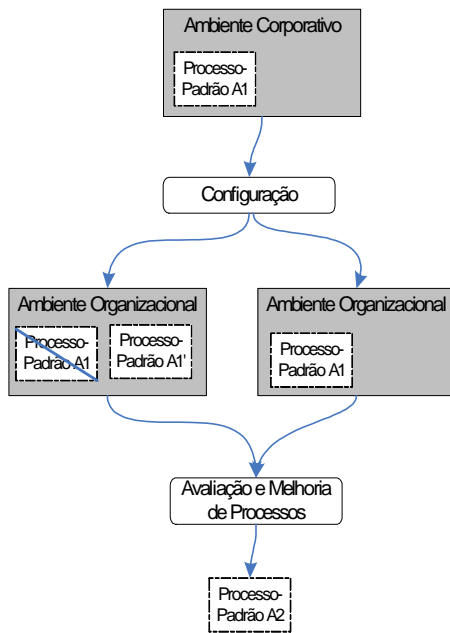 Ambiente Corporativo
Processo-
Padrão A1
Configuração
Ambiente Organizacional
Processo-
Padrão A1
Processo-
Padrão A1'
Ambiente Organizacional
Processo-
Padrão A1
Avaliação e Melhoria
de Processos
Processo-
Padrão A2